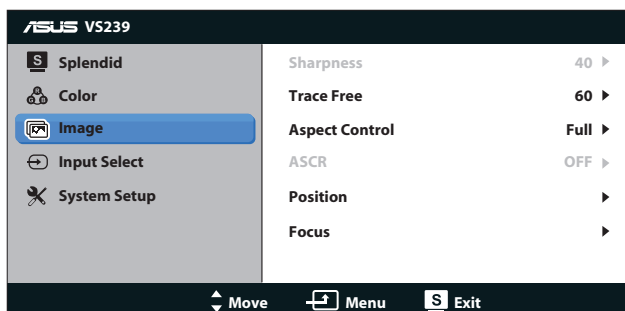 ASUS VS239
S Splendid
Color
Image
Input Select
System Setup
Sharpness 40
Trace Free 60
Aspect Control Full
ASCR OFF
Position
Focus
Move Menu S Exit